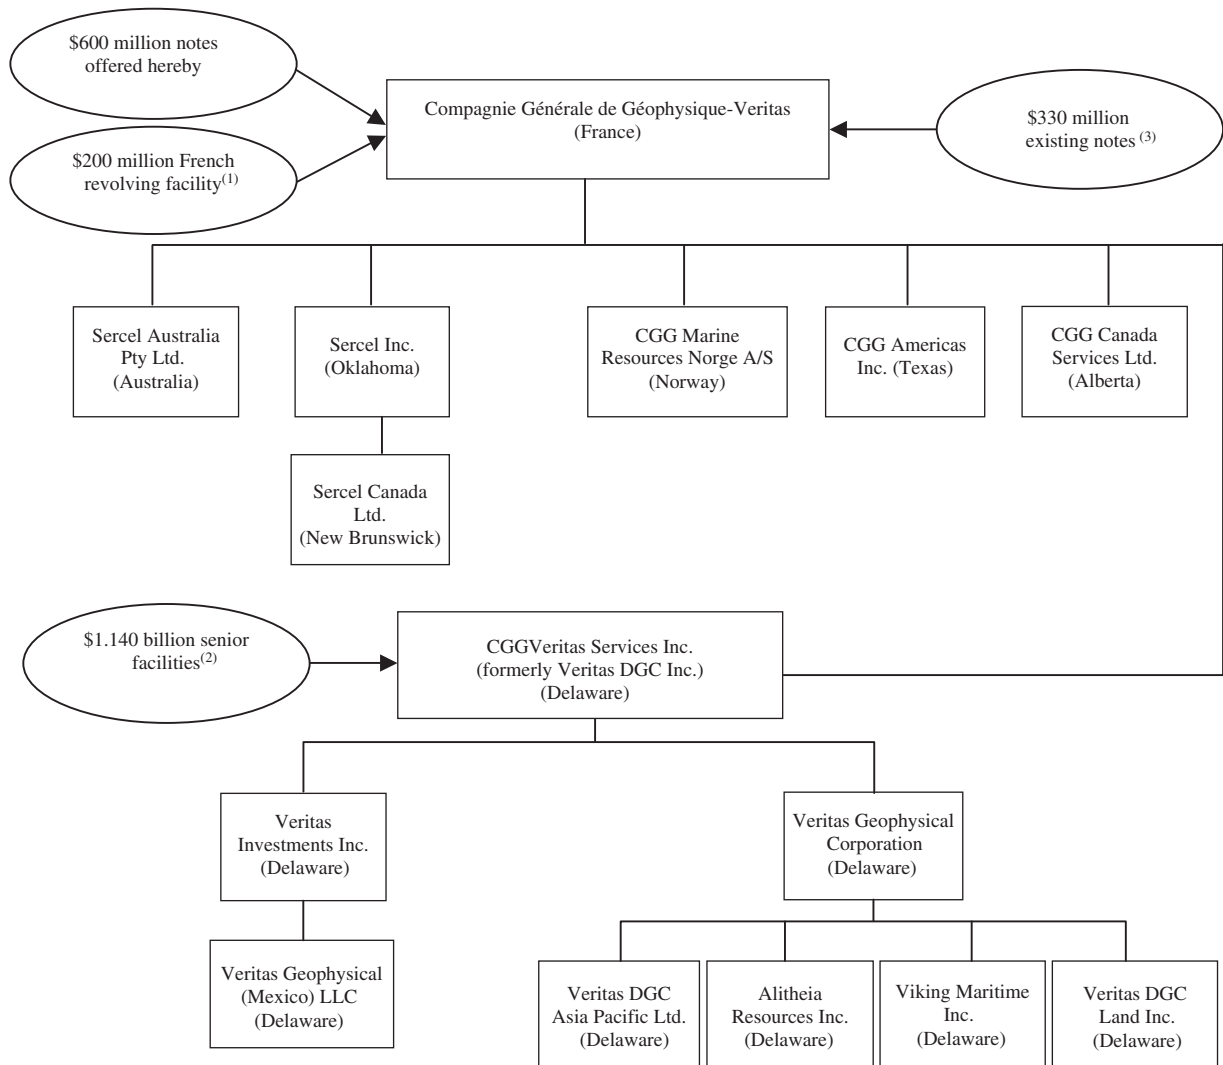 $600 million notes
offered hereby
$200 million French
revolving facility(1)
Compagnie Générale de Géophysique-Veritas
(France)
$330 million
existing notes (3)
Sercel Australia
Pty Ltd.
(Australia)
Sercel Inc.
(Oklahoma)
CGG Marine
Resources Norge A/S
(Norway)
CGG Americas
Inc. (Texas)
CGG Canada
Services Ltd.
(Alberta)
Sercel Canada
Ltd.
(New Brunswick)
$1.140 billion senior
facilities(2)
CGGVeritas Services Inc.
(formerly Veritas DGC Inc.)
(Delaware)
Veritas
Investments Inc.
(Delaware)
Veritas Geophysical
Corporation
(Delaware)
Veritas Geophysical
(Mexico) LLC
(Delaware)
Veritas DGC
Asia Pacific Ltd.
(Delaware)
Alitheia
Resources Inc.
(Delaware)
Viking Maritime
Inc.
(Delaware)
Veritas DGC
Land Inc.
(Delaware)